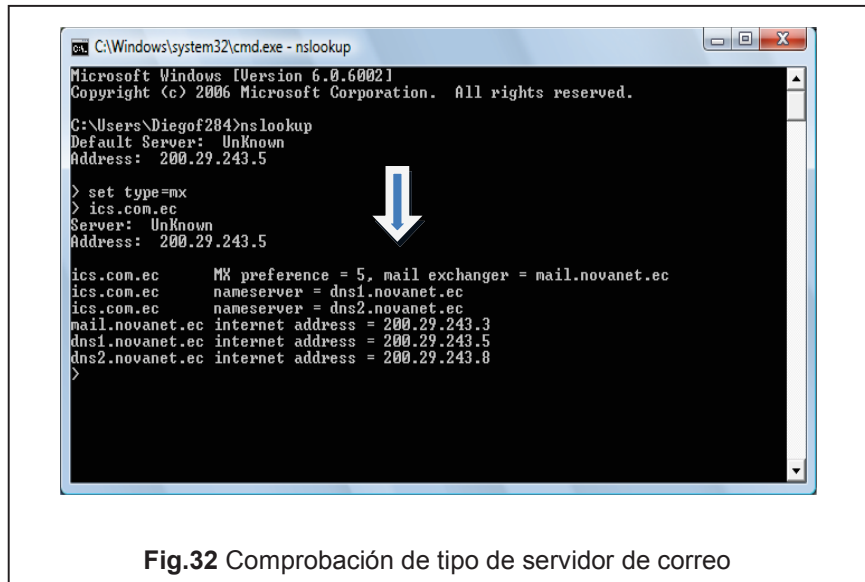 C:\Windows\system32\cmd.exe - nslookup
Microsoft Windows [Version 6.0.6002]
Copyright (c) 2006 Microsoft Corporation.  All rights reserved.
C:\Users\Diegof284>nslookup
Default Server:  UnKnown
Address:  200.29.243.5
> set type=mx
> ics.com.ec
Server:  UnKnown
Address:  200.29.243.5
ics.com.ec      MX preference = 5, mail exchanger = mail.novanet.ec
ics.com.ec      nameserver = dns1.novanet.ec
ics.com.ec      nameserver = dns2.novanet.ec
mail.novanet.ec internet address = 200.29.243.3
dns1.novanet.ec internet address = 200.29.243.5
dns2.novanet.ec internet address = 200.29.243.8
>
Fig.32 Comprobación de tipo de servidor de correo